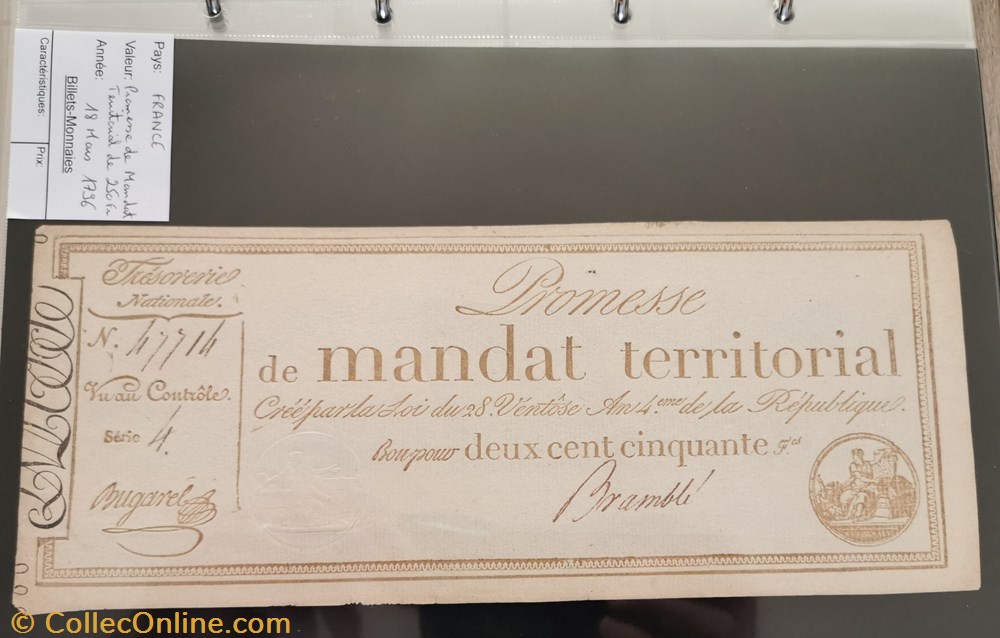 Pays: FRANCE
Valeur: Promesse de Mandat
Territorial de 250 Frs
Année: 18 Mars 1796
Billets-Monnaies
Caractéristiques:
Prix:
Trésorerie
Nationale.
N. 47714
Vu au Contrôle.
Série 4.
Bugarel
Promesse
de mandat territorial
Créé par la Loi du 28. Ventôse An 4.eme de la République.
Bon pour deux cent cinquante F.cs
Bramblé
© CollecOnline.com